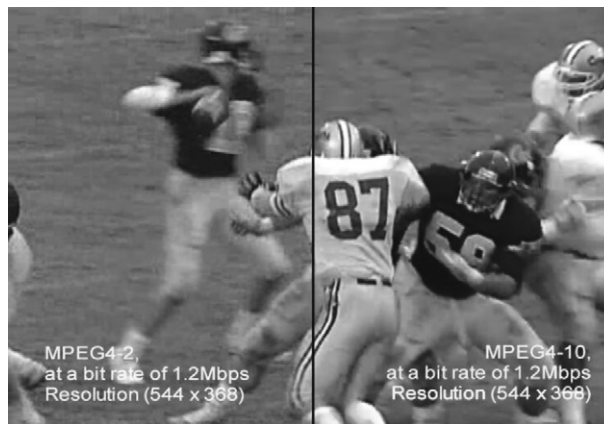 87
59
MPEG4-2,
at a bit rate of 1.2Mbps
Resolution (544 x 368)
MPEG4-10,
at a bit rate of 1.2Mbps
Resolution (544 x 368)